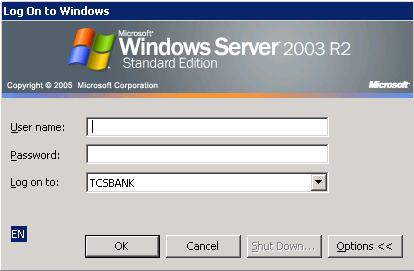 Log On to Windows
Microsoft®
Windows Server™ 2003 R2
Standard Edition
Copyright © 2005 Microsoft Corporation
Microsoft®
User name:
Password:
Log on to: TCSBANK
EN
OK Cancel Shut Down... Options <<